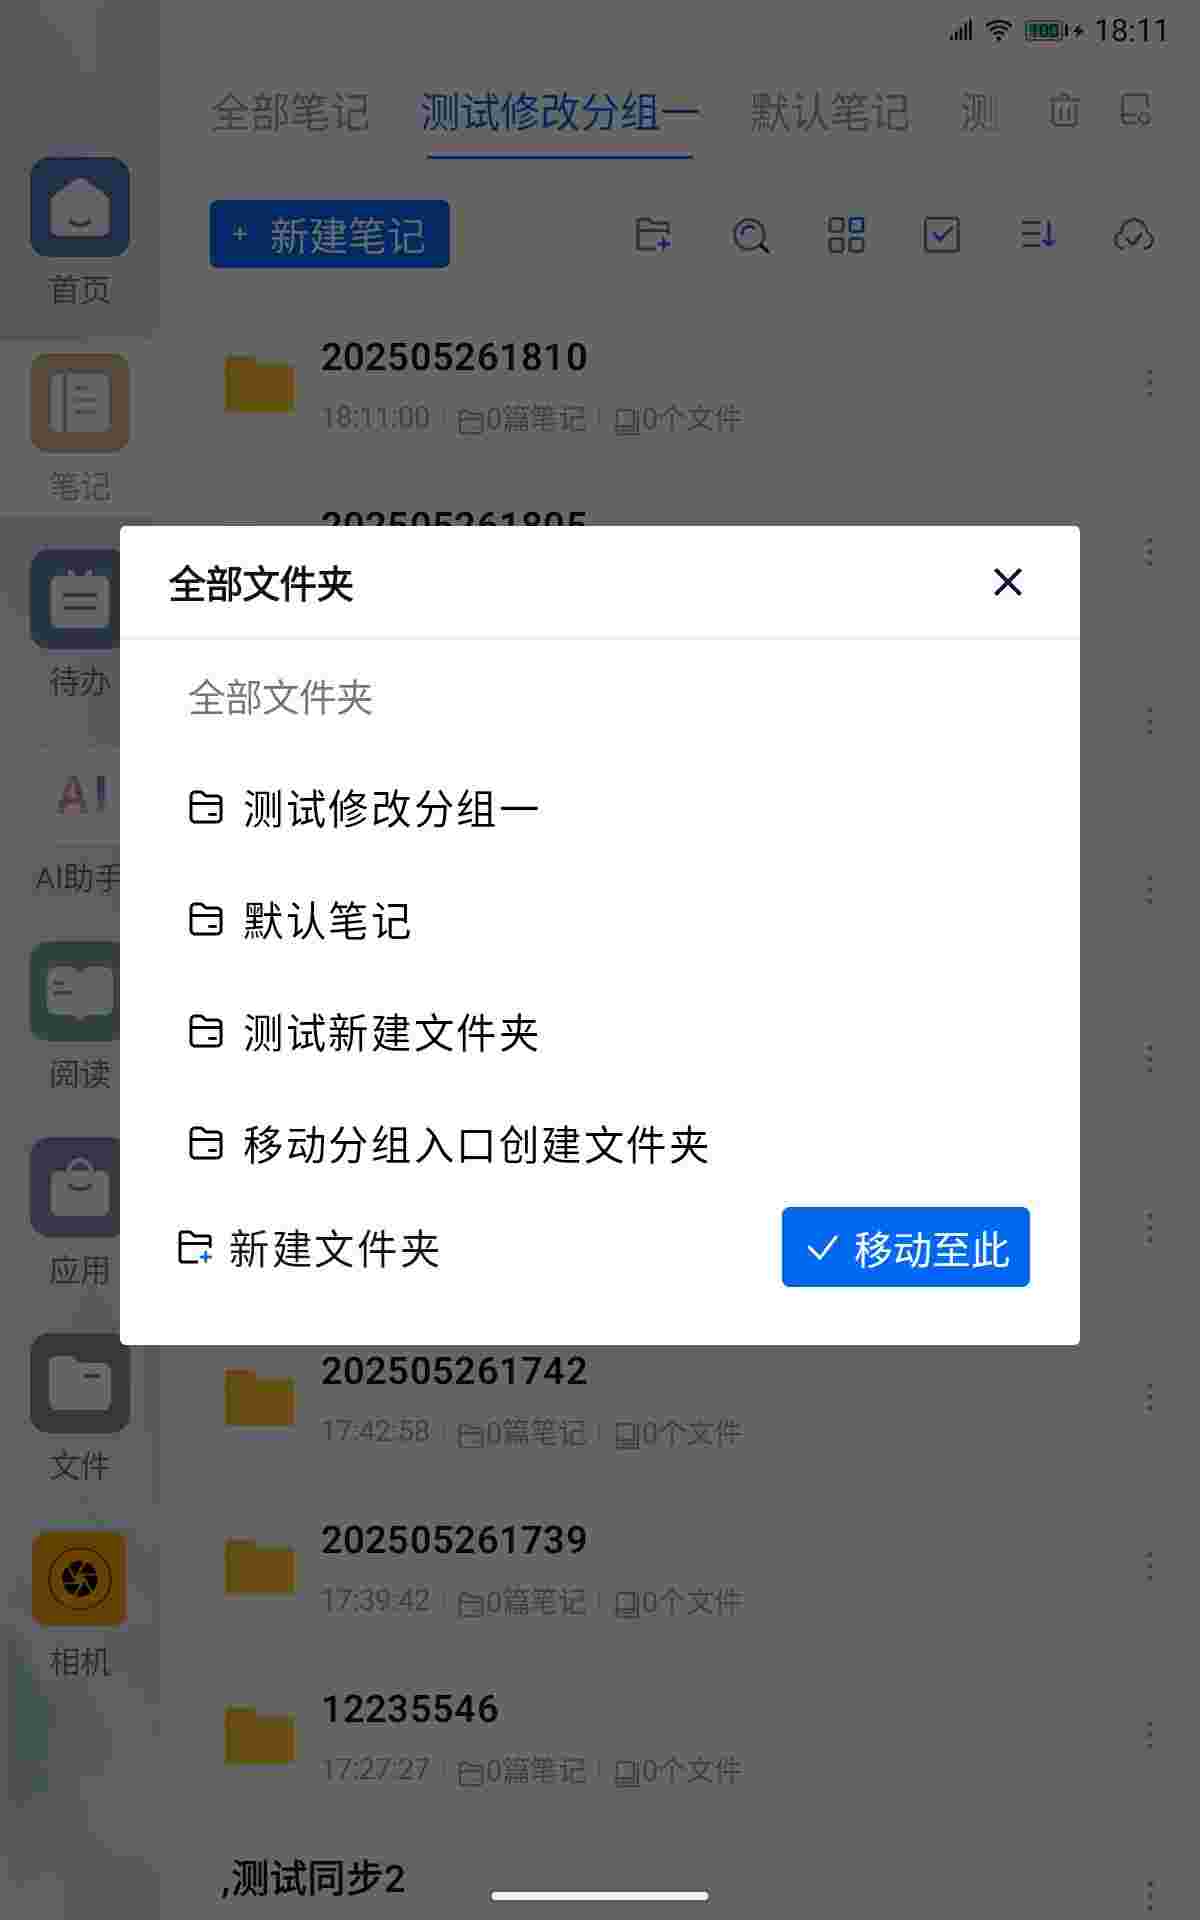 100 18:11
全部笔记 测试修改分组一 默认笔记 测
+ 新建笔记
首页
笔记
待办
AI
AI助手
阅读
应用
文件
相机
202505261810
18:11:00 0篇笔记 0个文件
202505261805
全部文件夹
全部文件夹
测试修改分组一
默认笔记
测试新建文件夹
移动分组入口创建文件夹
新建文件夹 移动至此
202505261742
17:42:58 0篇笔记 0个文件
202505261739
17:39:42 0篇笔记 0个文件
12235546
17:27:27 0篇笔记 0个文件
,测试同步2